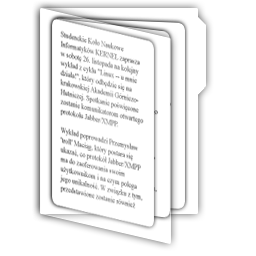 Studenckie Koło Naukowe
Informatyków KERNEL zaprasza
w sobotę 26. listopada na kolejny
wykład z cyklu "Linux – u mnie
działa!", który odbędzie się na
krakowskiej Akademii Górniczo-
Hutniczej. Spotkanie poświęcone
zostanie komunikatorom otwartego
protokołu Jabber/XMPP.
Wykład poprowadzi Przemysław
Maciąg, który postara się
ukazać, co protokół Jabber/XMPP
ma do zaoferowania swoim
użytkownikom i na czym polega
jego unikalność. W związku z tym,
przedstawione zostanie również